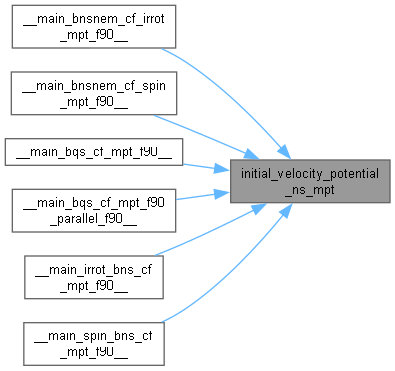 __main_bnsnem_cf_irrot
_mpt_f90__
__main_bnsnem_cf_spin
_mpt_f90__
__main_bqs_cf_mpt_f90__
__main_bqs_cf_mpt_f90
_parallel_f90__
__main_irrot_bns_cf
_mpt_f90__
__main_spin_bns_cf
_mpt_f90__
initial_velocity_potential
_ns_mpt